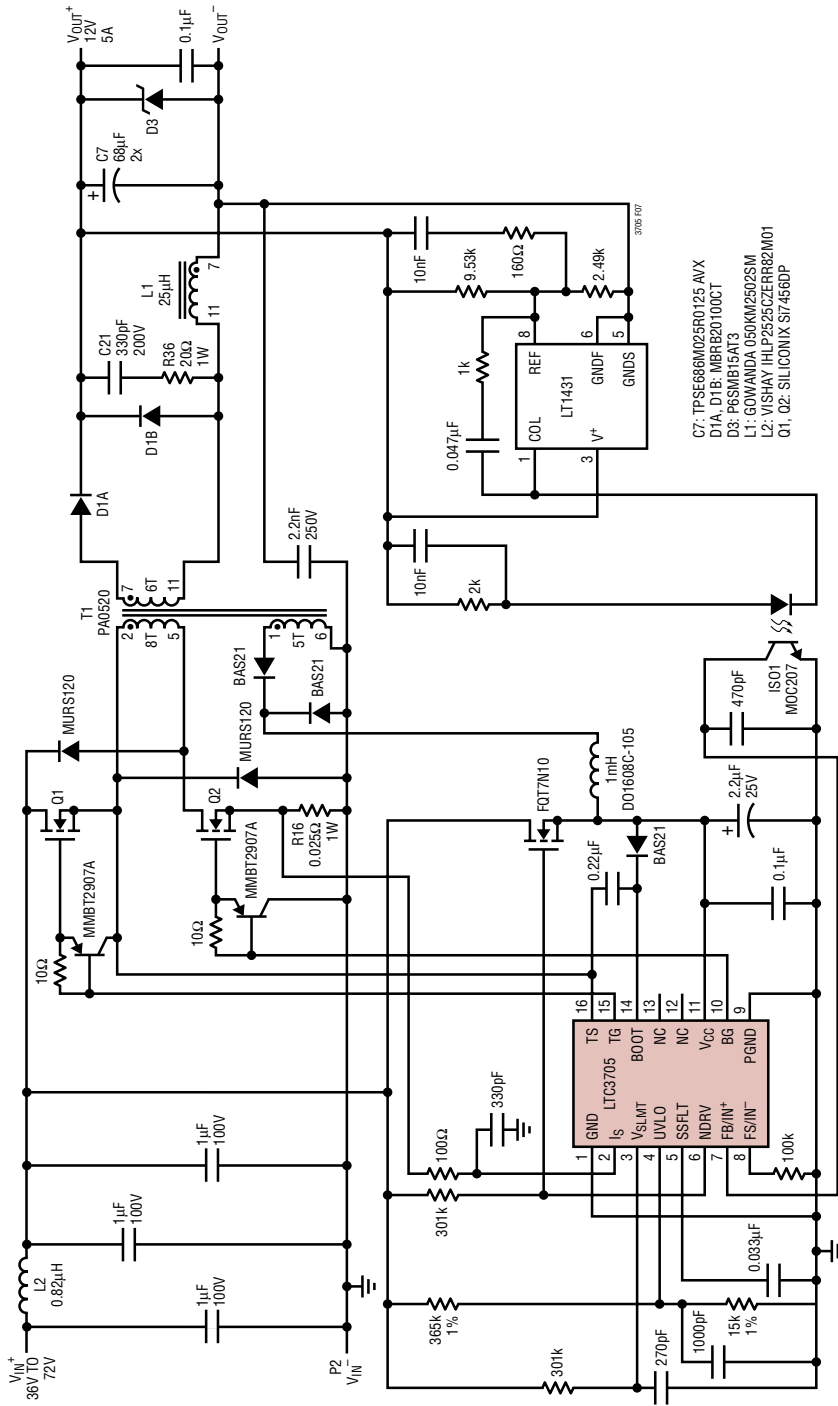 VIN+
36V TO
72V
L2
0.82µH
1µF
100V
1µF
100V
1µF
100V
P2
VIN−
MURS120
Q1
MMBT2907A
10Ω
MURS120
Q2
MMBT2907A
10Ω
R16
0.025Ω
1W
T1
PA0520
2
8T
5
7
6T
11
1
5T
6
BAS21
BAS21
D1A
D1B
C21
330pF
200V
R36
20Ω
1W
L1
25µH
11
7
C7
68µF
2x
+
D3
0.1µF
VOUT+
12V
5A
VOUT−
2.2nF
250V
301k
270pF
365k
1%
1000pF
15k
1%
0.033µF
301k
100Ω
330pF
100k
LTC3705
1
GND
2
IS
3
VSLMT
4
UVLO
5
SSFLT
6
NDRV
7
FB/IN+
8
FS/IN−
16
TS
15
TG
14
BOOT
13
NC
12
NC
11
VCC
10
BG
9
PGND
FQT7N10
0.22µF
BAS21
1mH
DO1608C-105
+
2.2µF
25V
0.1µF
470pF
ISO1
MOC207
2k
10nF
0.047µF
1k
LT1431
1
COL
3
V+
8
REF
6
GNDF
5
GNDS
10nF
160Ω
9.53k
2.49k
3705 F07
C7: TPSE686M025R0125 AVX
D1A, D1B: MBRB20100CT
D3: P6SMB15AT3
L1: GOWANDA 050KM2502SM
L2: VISHAY IHLP2525CZERR82M01
Q1, Q2: SILICONIX Si7456DP